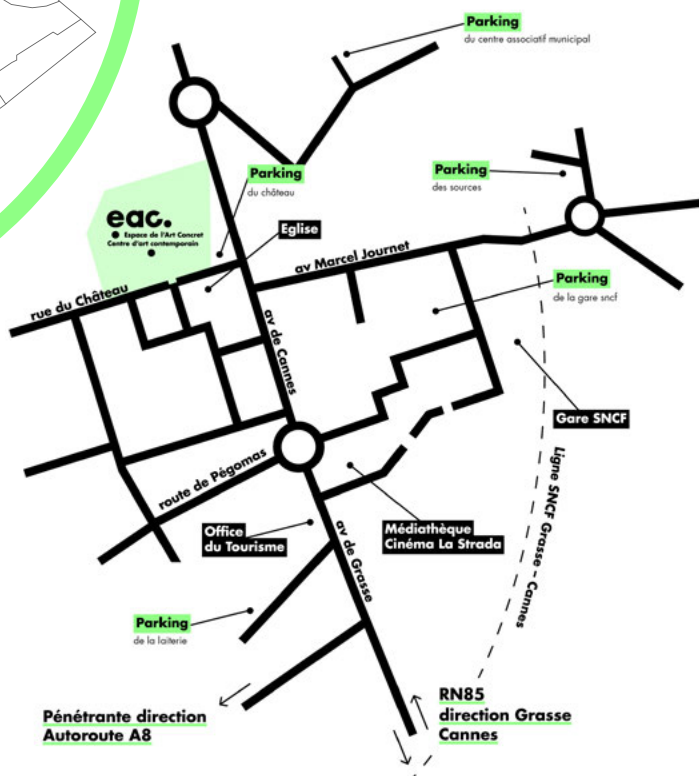 Parking
du centre associatif municipal
Parking
du château
Parking
des sources
eac.
Espace de l'Art Concret
Centre d'art contemporain
Eglise
av Marcel Journet
rue du Château
Parking
de la gare sncf
av de Cannes
Gare SNCF
route de Pégomas
Ligne SNCF Grasse - Cannes
Office
du Tourisme
Médiathèque
Cinéma La Strada
av de Grasse
Parking
de la laiterie
Pénétrante direction
Autoroute A8
RN85
direction Grasse
Cannes